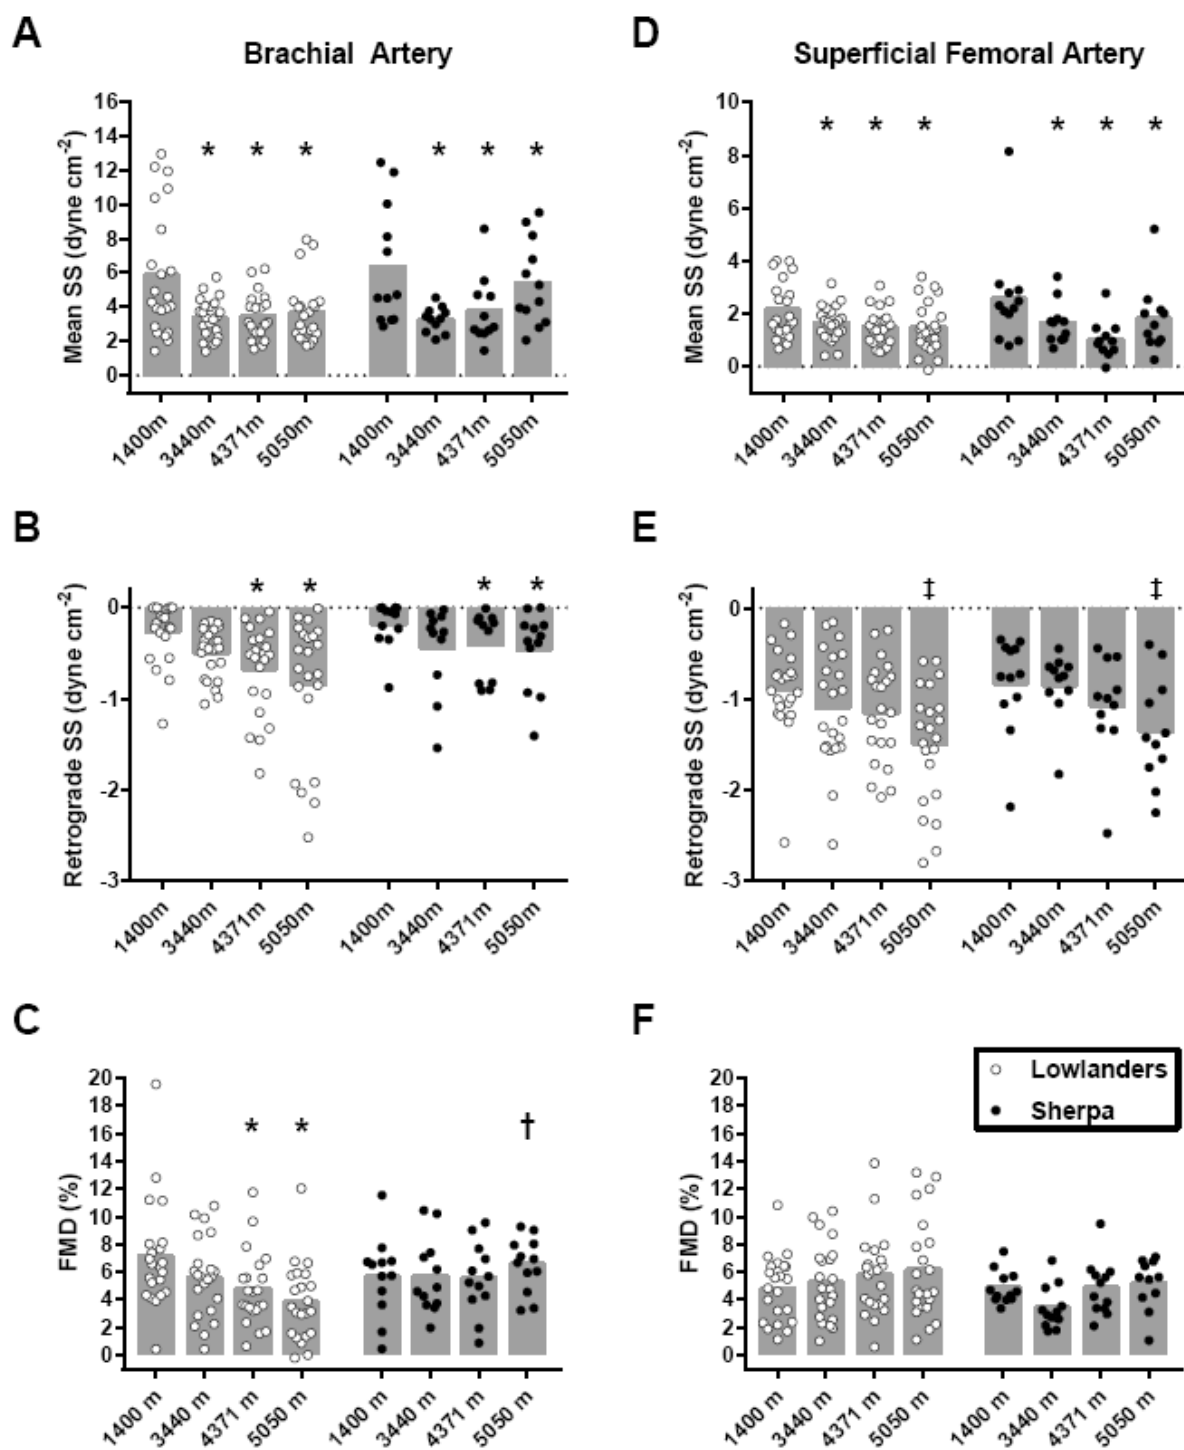 A
Brachial Artery
Mean SS (dyne cm-2)
16
14
12
10
8
6
4
2
0
* * * * * *
1400m 3440m 4371m 5050m 1400m 3440m 4371m 5050m
D
Superficial Femoral Artery
Mean SS (dyne cm-2)
10
8
6
4
2
0
* * * * * *
1400m 3440m 4371m 5050m 1400m 3440m 4371m 5050m
B
Retrograde SS (dyne cm-2)
0
-1
-2
-3
* * * *
1400m 3440m 4371m 5050m 1400m 3440m 4371m 5050m
E
Retrograde SS (dyne cm-2)
0
-1
-2
-3
‡ ‡
1400m 3440m 4371m 5050m 1400m 3440m 4371m 5050m
C
FMD (%)
20
18
16
14
12
10
8
6
4
2
0
* * †
1400 m 3440 m 4371 m 5050 m 1400 m 3440 m 4371 m 5050 m
F
Lowlanders
Sherpa
FMD (%)
20
18
16
14
12
10
8
6
4
2
0
1400 m 3440 m 4371 m 5050 m 1400 m 3440 m 4371 m 5050 m